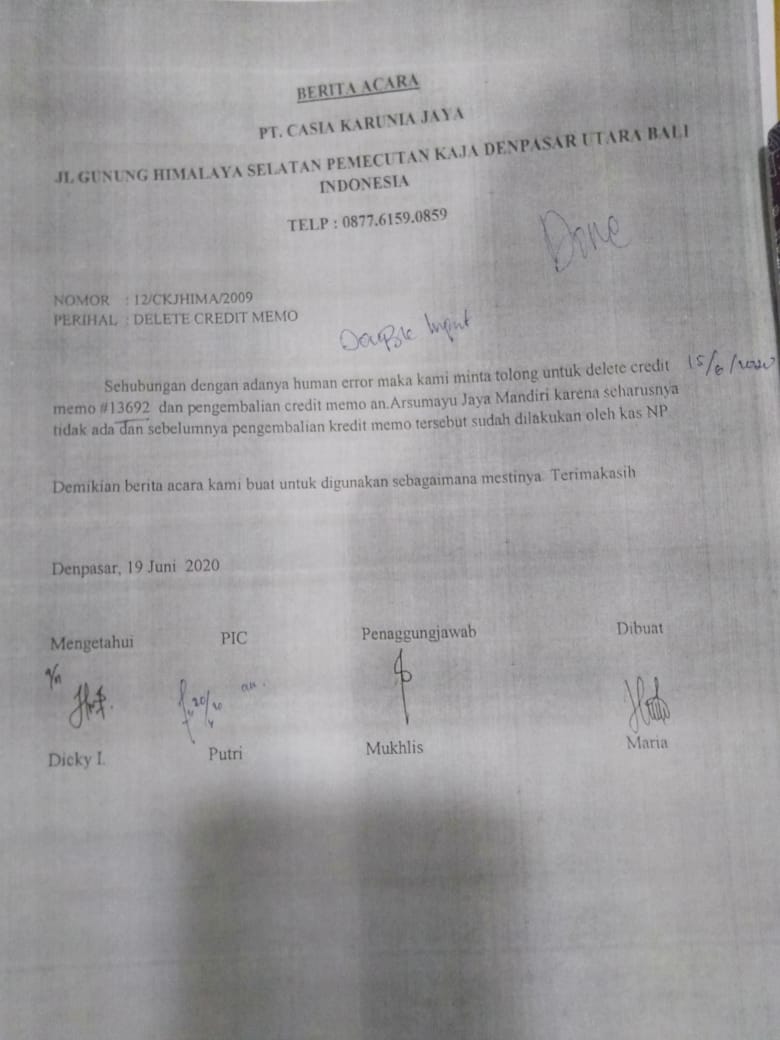 BERITA ACARA
PT. CASIA KARUNIA JAYA
JL GUNUNG HIMALAYA SELATAN PEMECUTAN KAJA DENPASAR UTARA BALI
INDONESIA
TELP : 0877.6159.0859
Done
NOMOR : 12/CKJHIMA/2009
PERIHAL : DELETE CREDIT MEMO
Double Input
Sehubungan dengan adanya human error maka kami minta tolong untuk delete credit 15/6/2020
memo #13692 dan pengembalian credit memo an.Arsumayu Jaya Mandiri karena seharusnya
tidak ada dan sebelumnya pengembalian kredit memo tersebut sudah dilakukan oleh kas NP.
Demikian berita acara kami buat untuk digunakan sebagaimana mestinya. Terimakasih
Denpasar, 19 Juni 2020
Mengetahui PIC Penaggungjawab Dibuat
an.
Dicky I. Putri Mukhlis Maria